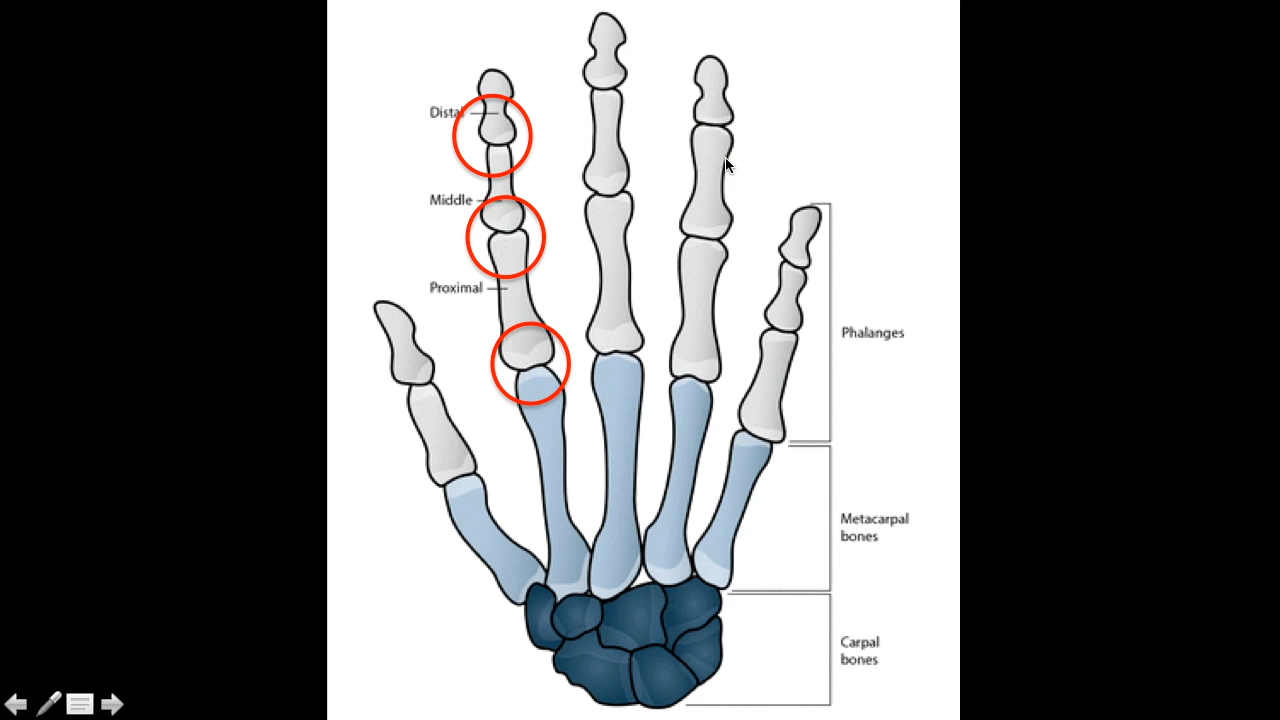 Distal
Middle
Proximal
Phalanges
Metacarpal
bones
Carpal
bones